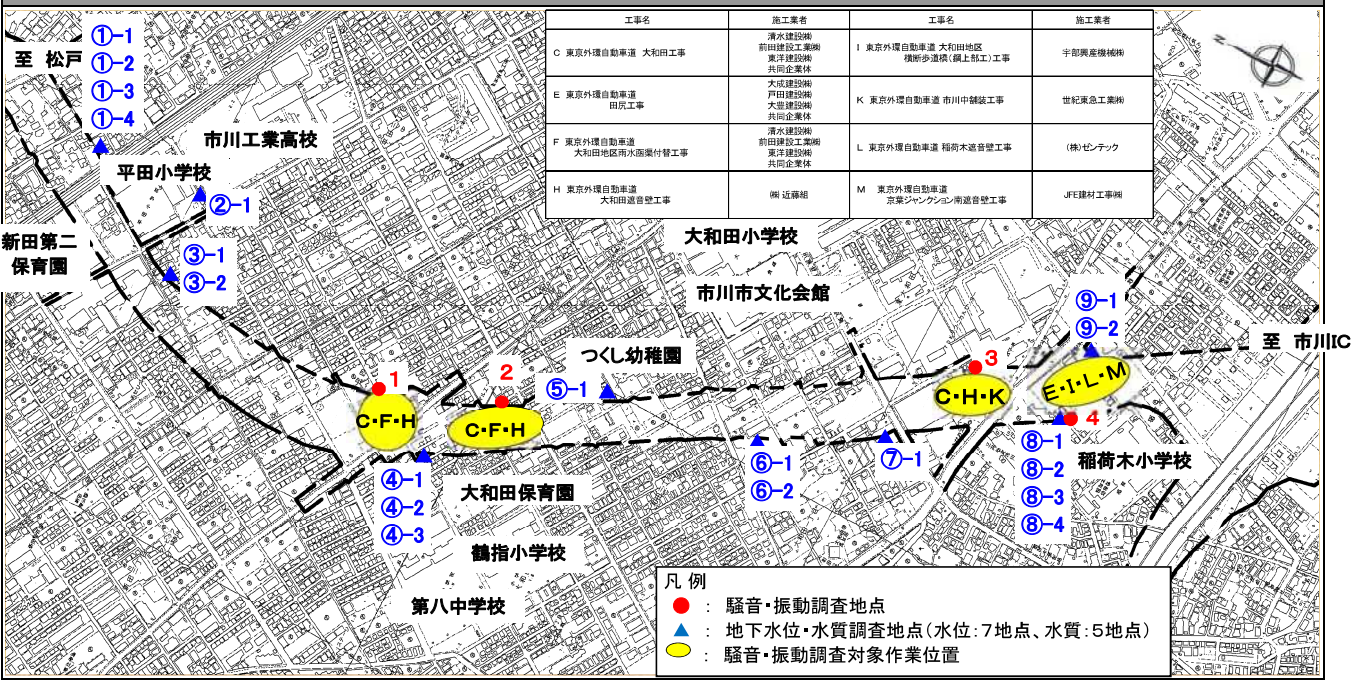 工事名
施工業者
工事名
施工業者
C 東京外環自動車道 大和田工事
清水建設㈱
前田建設工業㈱
東洋建設㈱
共同企業体
I 東京外環自動車道 大和田地区
横断歩道橋(鋼上部工)工事
宇部興産機械㈱
E 東京外環自動車道
田尻工事
大成建設㈱
戸田建設㈱
大豊建設㈱
共同企業体
K 東京外環自動車道 市川中舗装工事
世紀東急工業㈱
F 東京外環自動車道
大和田地区雨水函渠付替工事
清水建設㈱
前田建設工業㈱
東洋建設㈱
共同企業体
L 東京外環自動車道 稲荷木遮音壁工事
(株)ゼンテック
H 東京外環自動車道
大和田遮音壁工事
㈱ 近藤組
M 東京外環自動車道
京葉ジャンクション南遮音壁工事
JFE建材工事㈱
至 松戸
①-1
①-2
①-3
①-4
市川工業高校
平田小学校
②-1
新田第二
保育園
③-1
③-2
大和田小学校
市川市文化会館
⑨-1
⑨-2
至 市川IC
つくし幼稚園
1
2
⑤-1
3
C・F・H
C・F・H
C・H・K
E・I・L・M
4
④-1
④-2
④-3
大和田保育園
⑥-1
⑥-2
⑦-1
⑧-1
⑧-2
⑧-3
⑧-4
稲荷木小学校
鶴指小学校
第八中学校
凡 例
： 騒音・振動調査地点
： 地下水位・水質調査地点(水位：7地点、水質：5地点)
： 騒音・振動調査対象作業位置